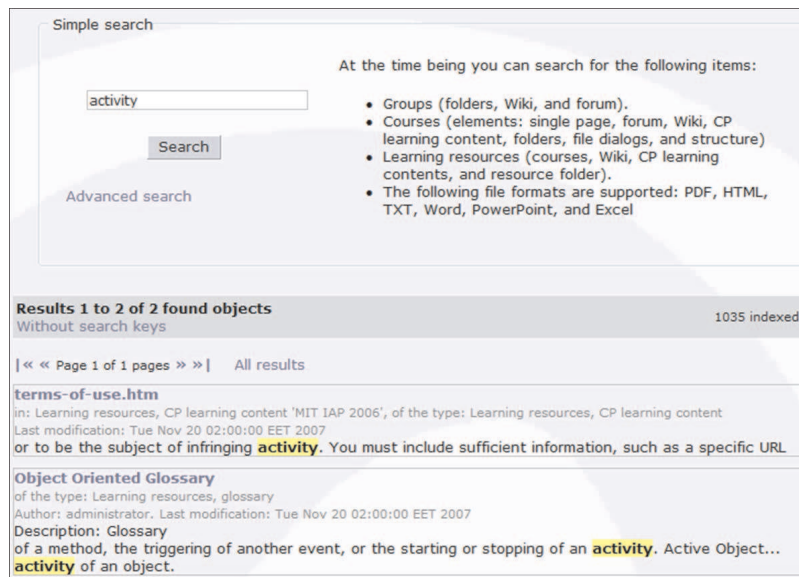 Simple search
At the time being you can search for the following items:
activity
• Groups (folders, Wiki, and forum).
• Courses (elements: single page, forum, Wiki, CP
learning content, folders, file dialogs, and structure)
• Learning resources (courses, Wiki, CP learning
contents, and resource folder).
• The following file formats are supported: PDF, HTML,
TXT, Word, PowerPoint, and Excel
Search
Advanced search
Results 1 to 2 of 2 found objects
1035 indexed
Without search keys
|« « Page 1 of 1 pages » »| All results
terms-of-use.htm
in: Learning resources, CP learning content 'MIT IAP 2006', of the type: Learning resources, CP learning content
Last modification: Tue Nov 20 02:00:00 EET 2007
or to be the subject of infringing activity. You must include sufficient information, such as a specific URL
Object Oriented Glossary
of the type: Learning resources, glossary
Author: administrator. Last modification: Tue Nov 20 02:00:00 EET 2007
Description: Glossary
of a method, the triggering of another event, or the starting or stopping of an activity. Active Object...
activity of an object.